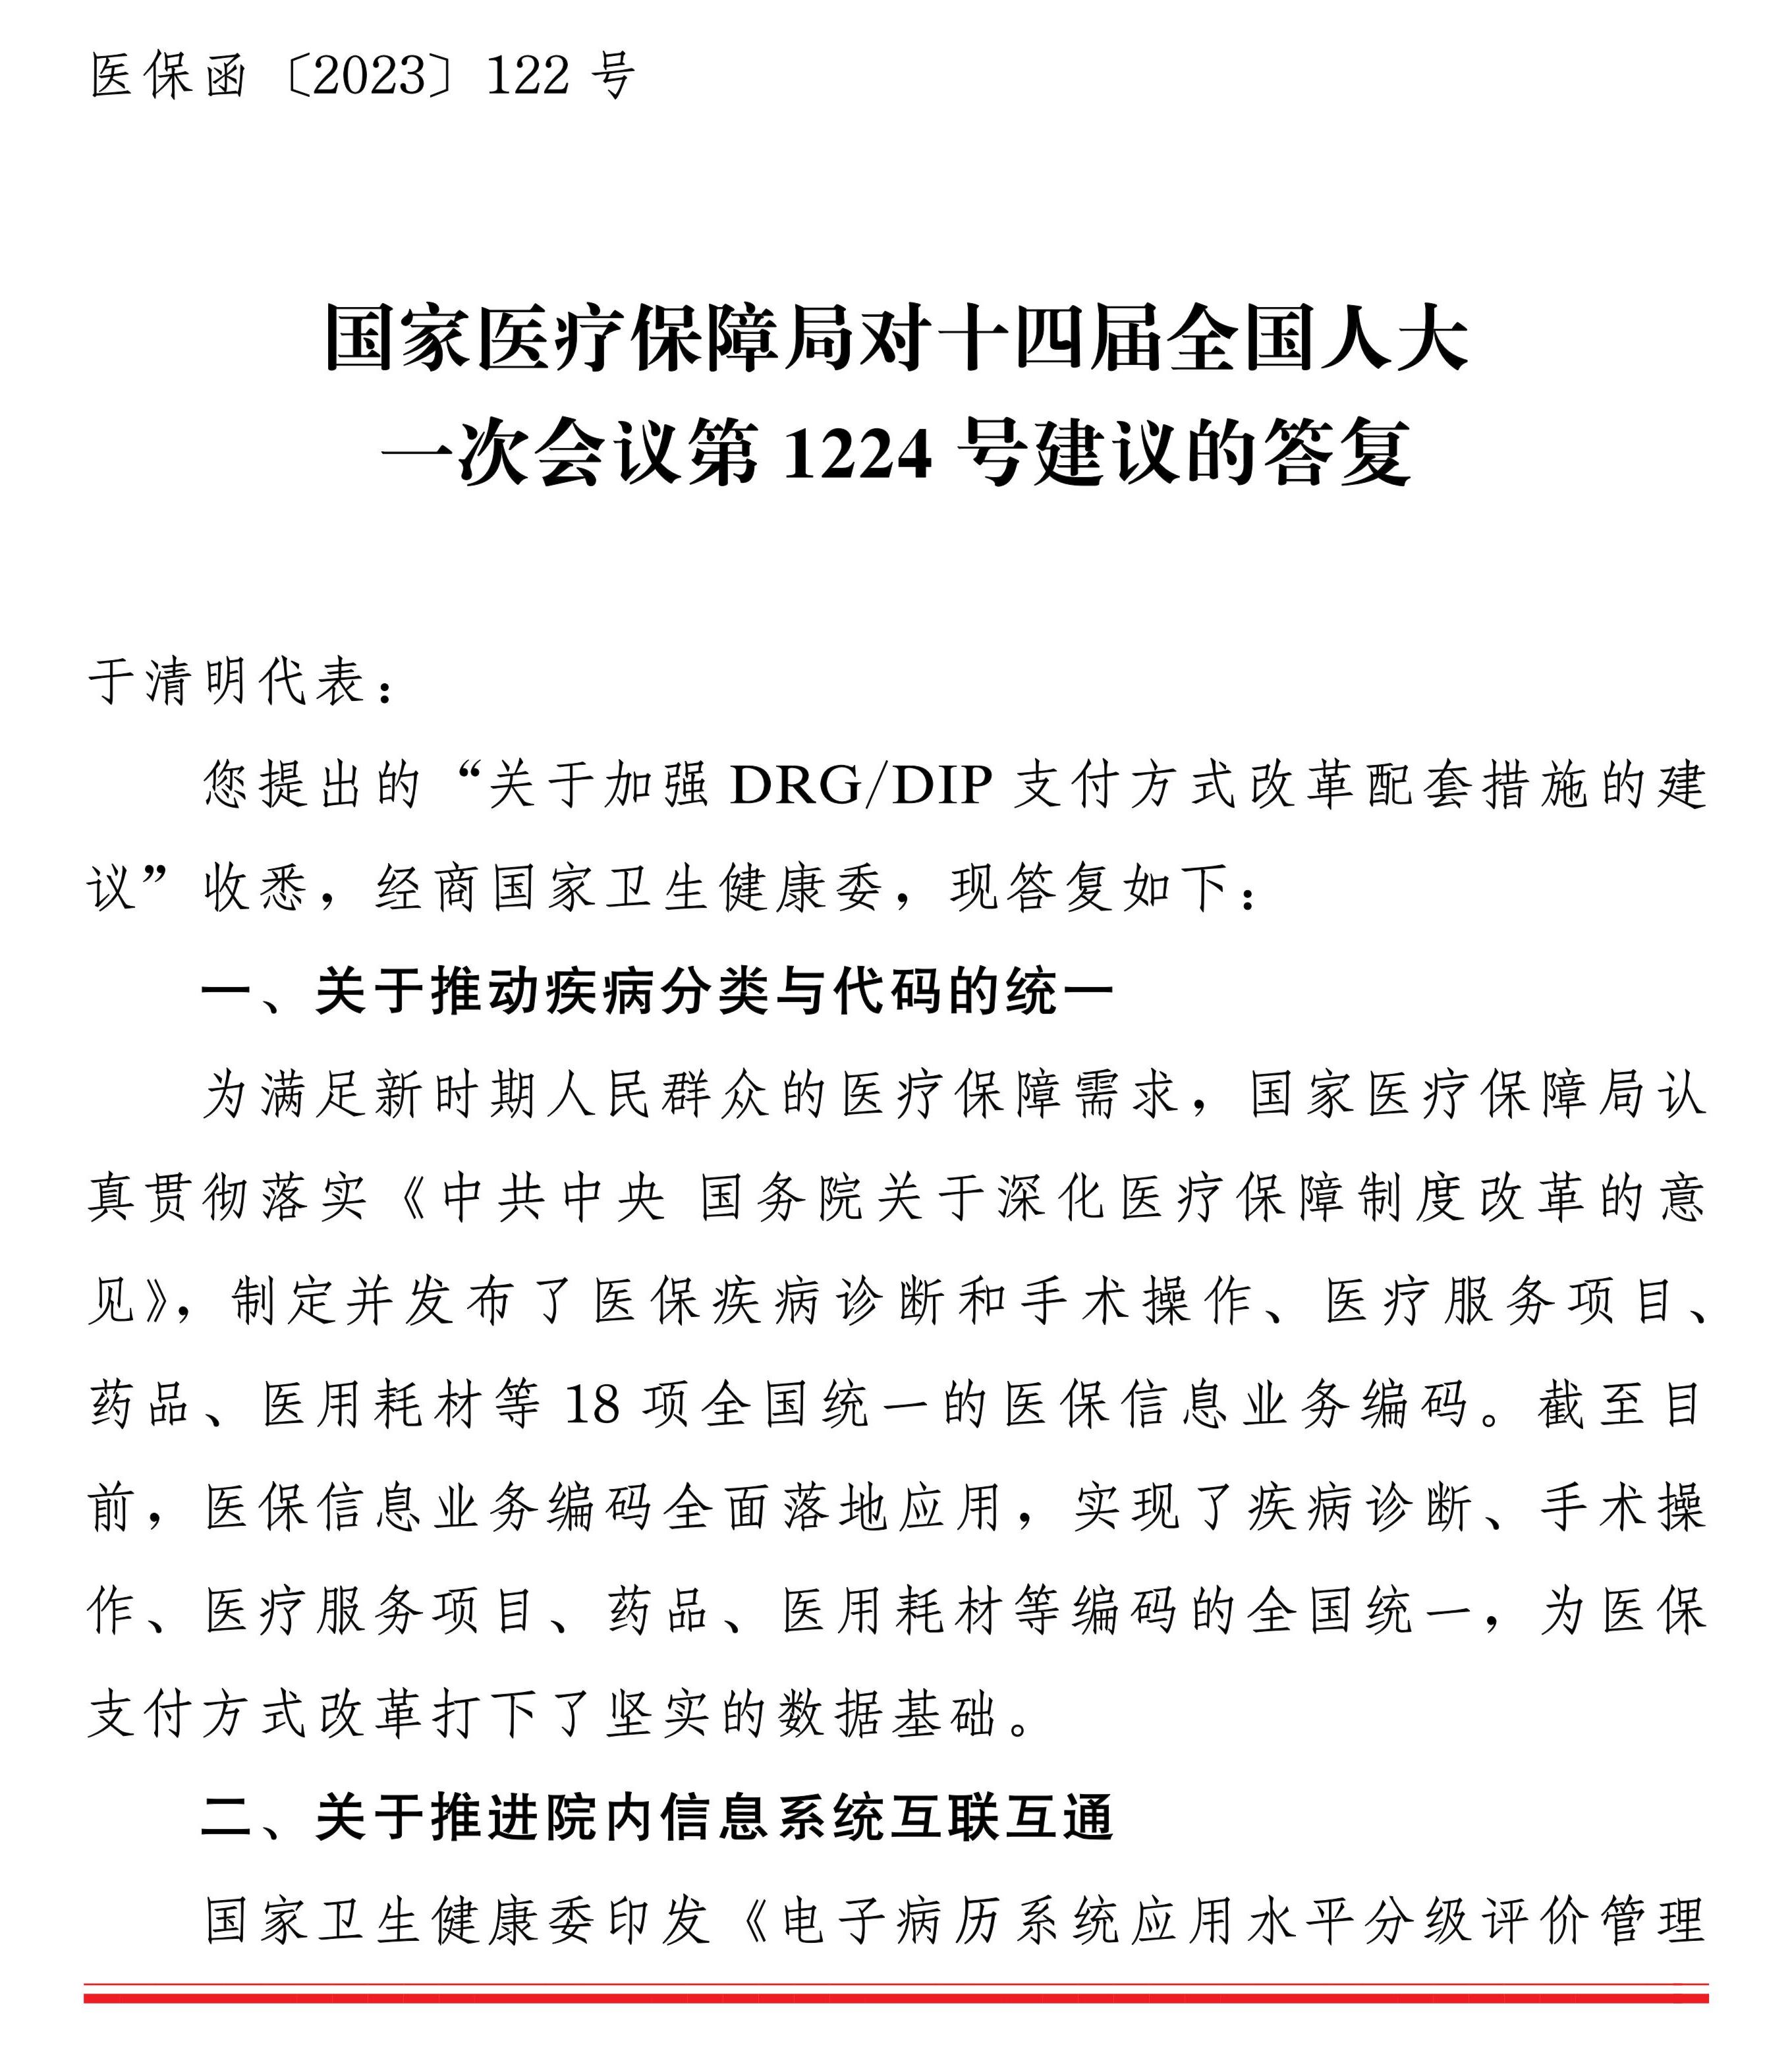 医保函〔2023〕122 号
国家医疗保障局对十四届全国人大
一次会议第 1224 号建议的答复
于清明代表：
您提出的“关于加强 DRG/DIP 支付方式改革配套措施的建
议”收悉，经商国家卫生健康委，现答复如下：
一、关于推动疾病分类与代码的统一
为满足新时期人民群众的医疗保障需求，国家医疗保障局认
真贯彻落实《中共中央 国务院关于深化医疗保障制度改革的意
见》，制定并发布了医保疾病诊断和手术操作、医疗服务项目、
药品、医用耗材等 18 项全国统一的医保信息业务编码。截至目
前，医保信息业务编码全面落地应用，实现了疾病诊断、手术操
作、医疗服务项目、药品、医用耗材等编码的全国统一，为医保
支付方式改革打下了坚实的数据基础。
二、关于推进院内信息系统互联互通
国家卫生健康委印发《电子病历系统应用水平分级评价管理